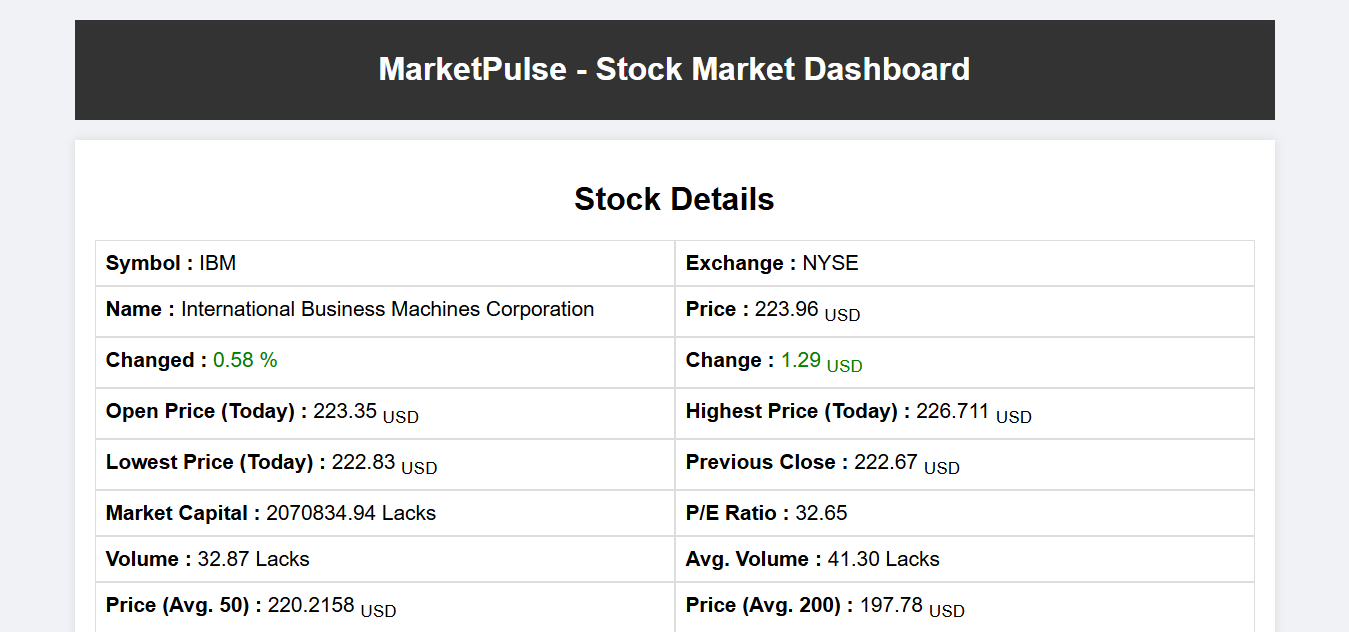 MarketPulse - Stock Market Dashboard
Stock Details
Symbol : IBM
Exchange : NYSE
Name : International Business Machines Corporation
Price : 223.96 USD
Changed : 0.58 %
Change : 1.29 USD
Open Price (Today) : 223.35 USD
Highest Price (Today) : 226.711 USD
Lowest Price (Today) : 222.83 USD
Previous Close : 222.67 USD
Market Capital : 2070834.94 Lacks
P/E Ratio : 32.65
Volume : 32.87 Lacks
Avg. Volume : 41.30 Lacks
Price (Avg. 50) : 220.2158 USD
Price (Avg. 200) : 197.78 USD